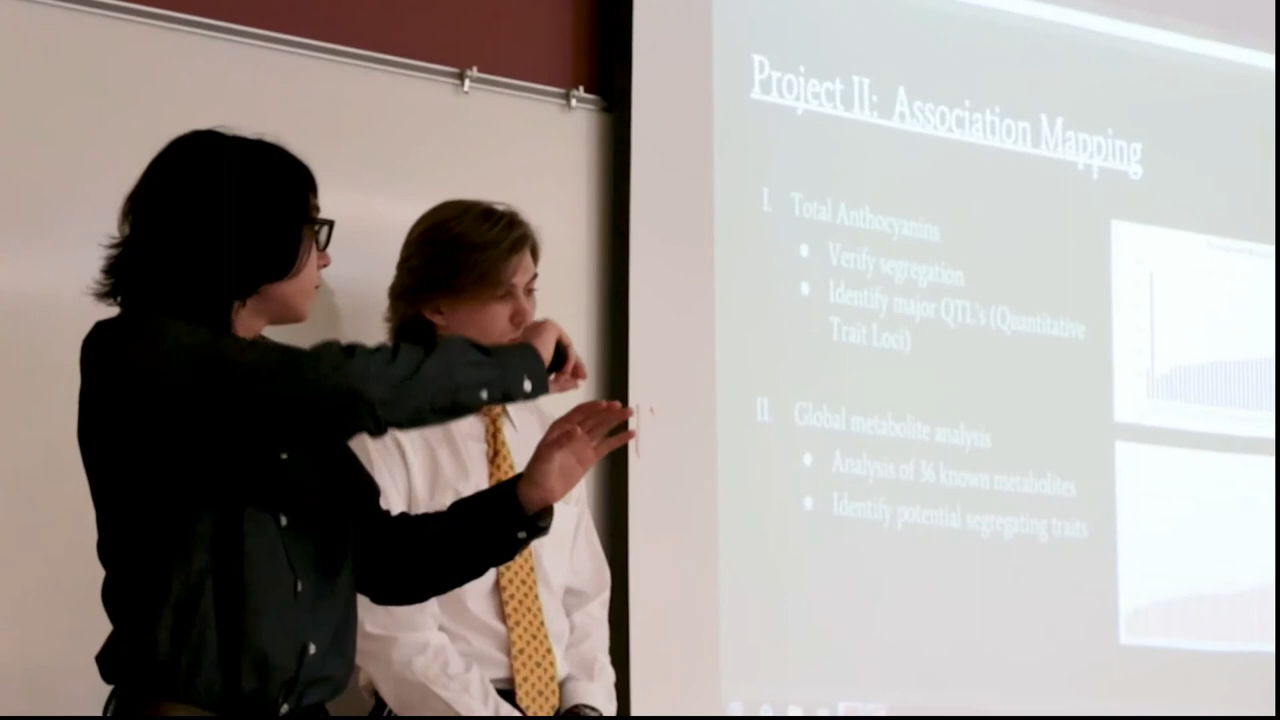 Project II: Association Mapping
I. Total Anthocyanins
● Verify segregation
● Identify major QTL's (Quantitative
Trait Loci)
II. Global metabolite analysis
● Analysis of 36 known metabolites
● Identify potential segregating traits